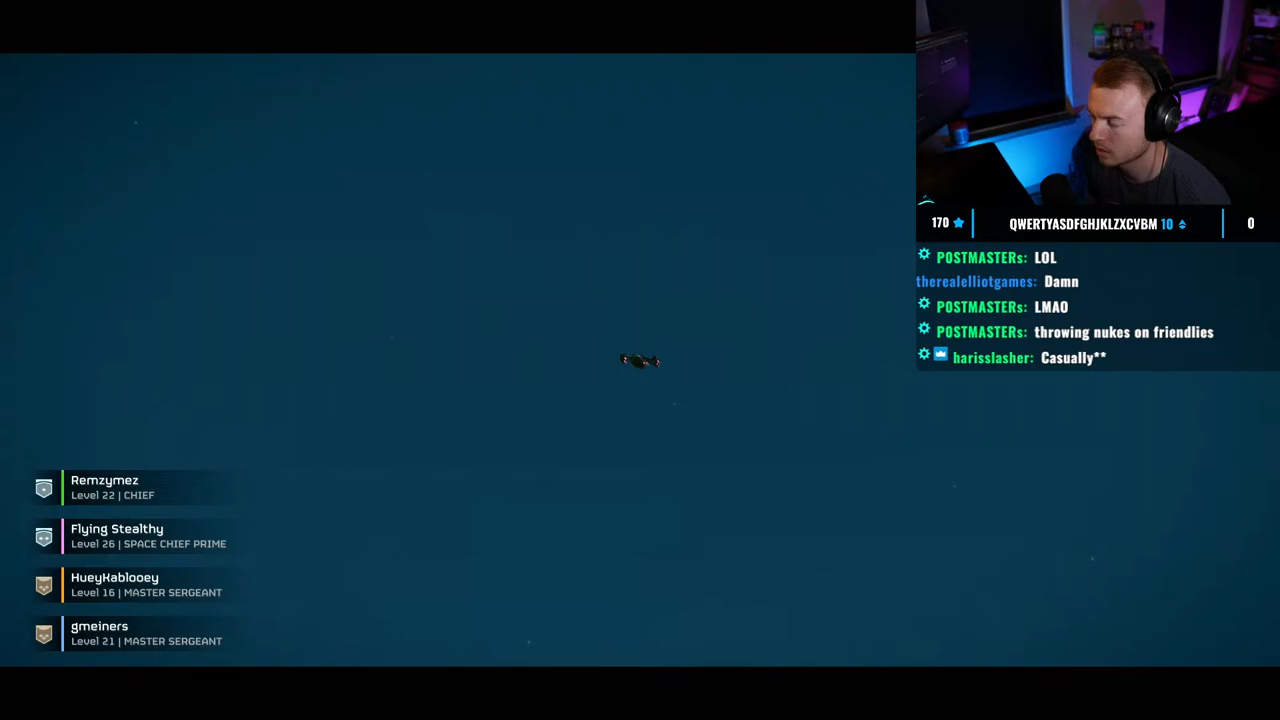 170
QWERTYASDFGHJKLZXCVBM 10
0
POSTMASTERs: LOL
therealelliotgames: Damn
POSTMASTERs: LMAO
POSTMASTERs: throwing nukes on friendlies
harisslasher: Casually**
Remzymez
Level 22 | CHIEF
Flying Stealthy
Level 26 | SPACE CHIEF PRIME
HueyKablooey
Level 16 | MASTER SERGEANT
gmeiners
Level 21 | MASTER SERGEANT